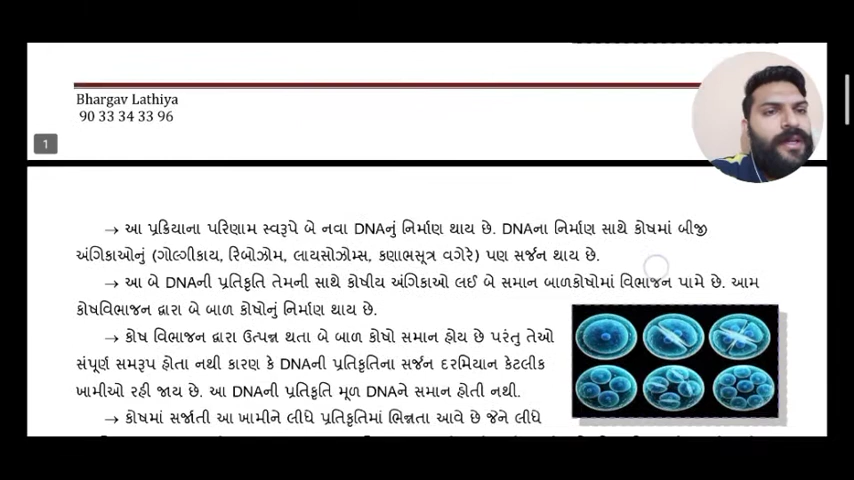 Bhargav Lathiya
90 33 34 33 96
1
→ આ પ્રક્રિયાના પરિણામ સ્વરૂપે બે નવા DNAનું નિર્માણ થાય છે. DNAના નિર્માણ સાથે કોષમાં બીજી
અંગિકાઓનું (ગોલ્ગીકાય, રિબોઝોમ, લાયસોઝોમ્સ, કણાભસૂત્ર વગેરે) પણ સર્જન થાય છે.
→ આ બે DNAની પ્રતિકૃતિ તેમની સાથે કોષીય અંગિકાઓ લઈ બે સમાન બાળકોષોમાં વિભાજન પામે છે. આમ
કોષવિભાજન દ્વારા બે બાળ કોષોનું નિર્માણ થાય છે.
→ કોષ વિભાજન દ્વારા ઉત્પન્ન થતા બે બાળ કોષો સમાન હોય છે પરંતુ તેઓ
સંપૂર્ણ સમરૂપ હોતા નથી કારણ કે DNAની પ્રતિકૃતિના સર્જન દરમિયાન કેટલીક
ખામીઓ રહી જાય છે. આ DNAની પ્રતિકૃતિ મૂળ DNAને સમાન હોતી નથી.
→ કોષમાં સર્જાતી આ ખામીને લીધે પ્રતિકૃતિમાં ભિન્નતા આવે છે જેને લીધે